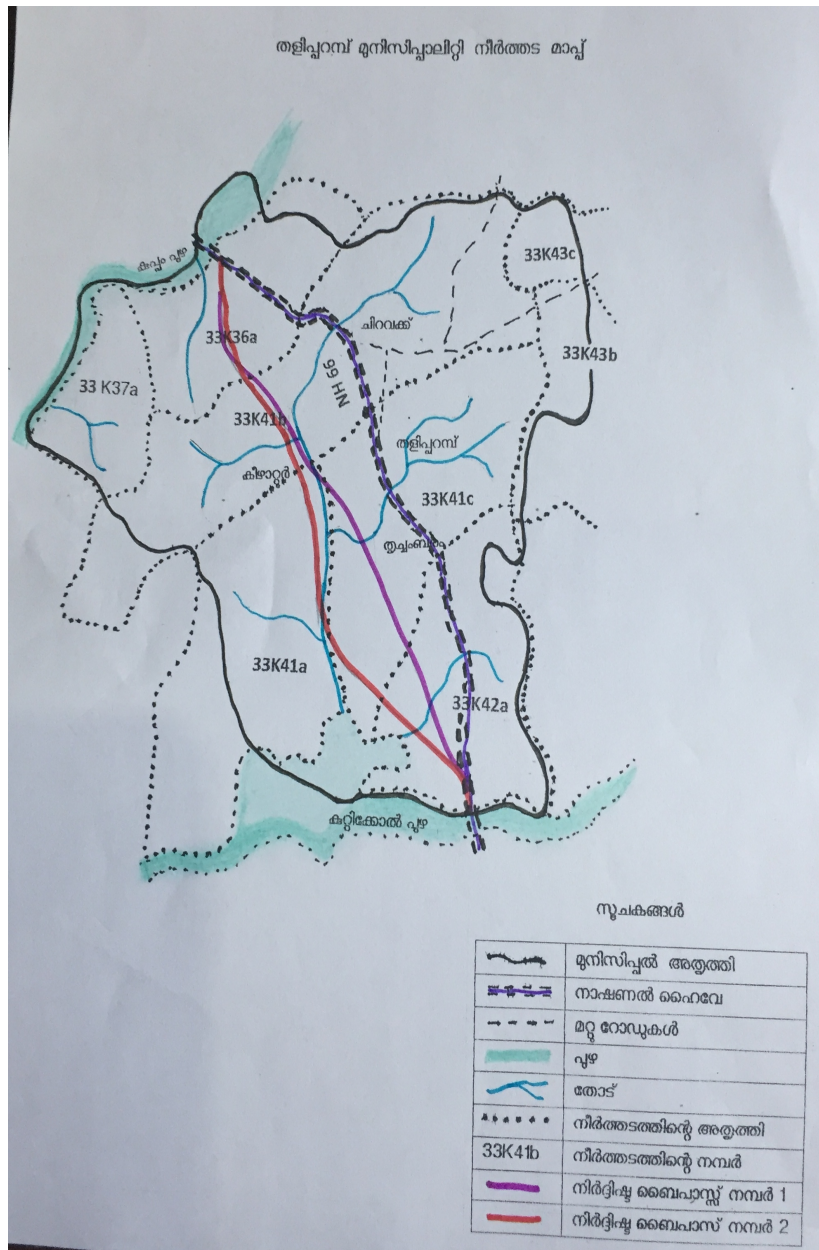 തളിപ്പറമ്പ് മുനിസിപ്പാലിറ്റി നീർത്തട മാപ്പ്
കുപ്പം പുഴ
33K43c
33K36a
ചിറവക്ക്
33K43b
NH 66
33 K37a
33K41b
തളിപ്പറമ്പ്
കീഴാറ്റൂർ
33K41c
തൃച്ചംബരം
33K41a
33K42a
കുറ്റിക്കോൽ പുഴ
സൂചകങ്ങൾ
മുനിസിപ്പൽ അതൃത്തി
നാഷണൽ ഹൈവേ
മറ്റു റോഡുകൾ
പുഴ
തോട്
നീർത്തടത്തിന്റെ അതൃത്തി
33K41b നീർത്തടത്തിന്റെ നമ്പർ
നിർദ്ദിഷ്ട ബൈപാസ്സ് നമ്പർ 1
നിർദ്ദിഷ്ട ബൈപാസ് നമ്പർ 2